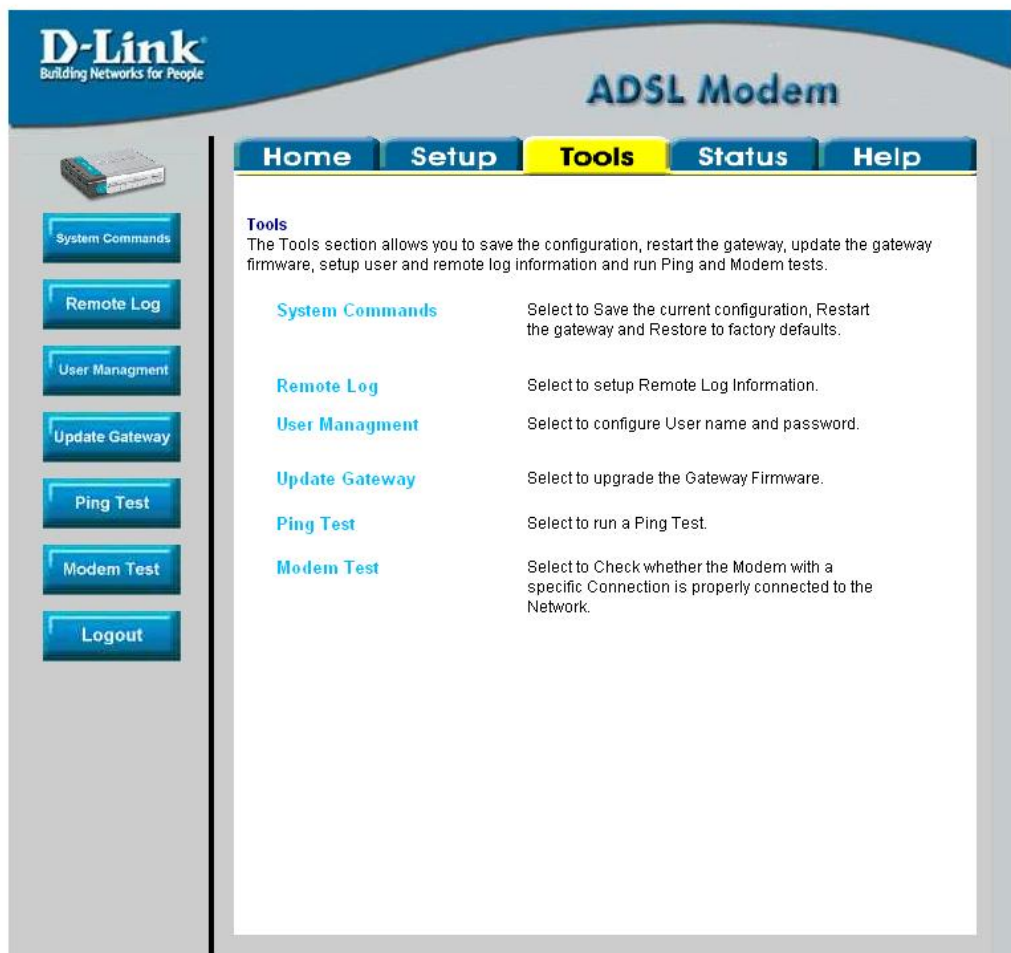 D-Link
Building Networks for People
ADSL Modem
Home
Setup
Tools
Status
Help
System Commands
Remote Log
User Managment
Update Gateway
Ping Test
Modem Test
Logout
Tools
The Tools section allows you to save the configuration, restart the gateway, update the gateway
firmware, setup user and remote log information and run Ping and Modem tests.
System Commands
Select to Save the current configuration, Restart
the gateway and Restore to factory defaults.
Remote Log
Select to setup Remote Log Information.
User Managment
Select to configure User name and password.
Update Gateway
Select to upgrade the Gateway Firmware.
Ping Test
Select to run a Ping Test.
Modem Test
Select to Check whether the Modem with a
specific Connection is properly connected to the
Network.